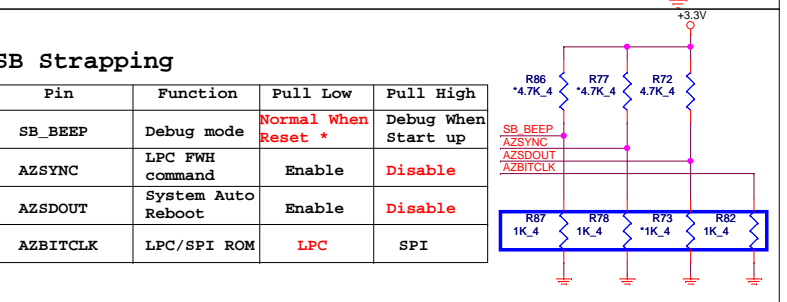 +3.3V
SB Strapping
Pin Function Pull Low Pull High
SB_BEEP Debug mode Normal When Reset * Debug When Start up
AZSYNC LPC FWH command Enable Disable
AZSDOUT System Auto Reboot Enable Disable
AZBITCLK LPC/SPI ROM LPC SPI
R86 R77 R72
*4.7K_4 *4.7K_4 4.7K_4
SB_BEEP
AZSYNC
AZSDOUT
AZBITCLK
R87 R78 R73 R82
1K_4 1K_4 *1K_4 1K_4